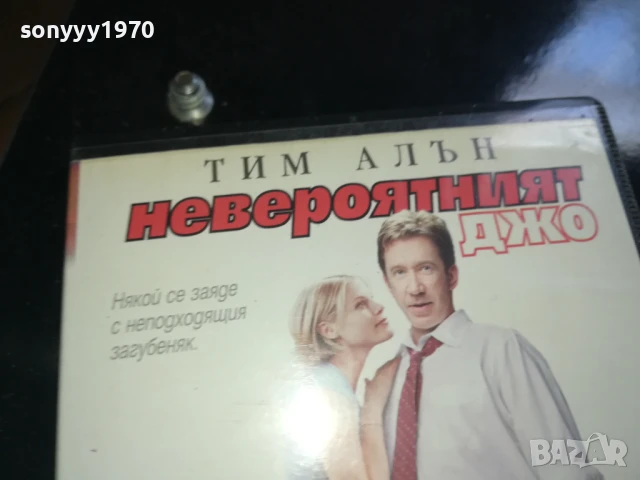 sonyyy1970
ТИМ АЛЪН
невероятният
джо
Някой се заяде
с неподходящия
загубеняк.
BAZAR